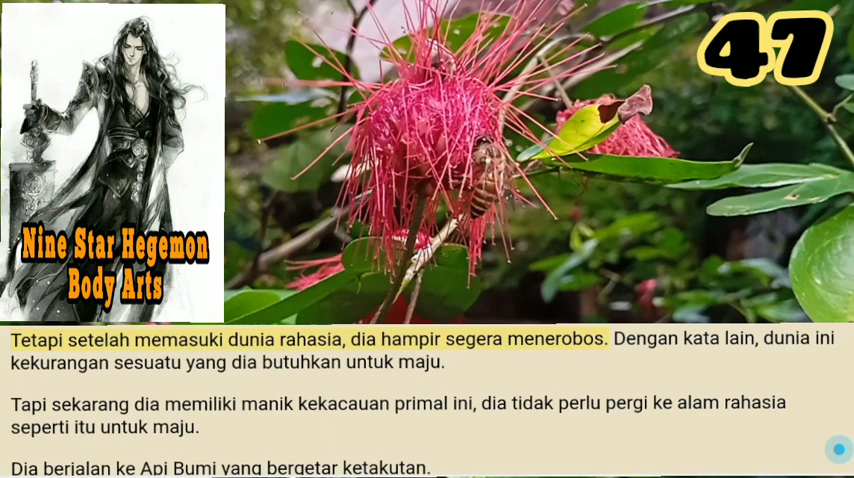 47
Nine Star Hegemon
Body Arts
Tetapi setelah memasuki dunia rahasia, dia hampir segera menerobos. Dengan kata lain, dunia ini
kekurangan sesuatu yang dia butuhkan untuk maju.
Tapi sekarang dia memiliki manik kekacauan primal ini, dia tidak perlu pergi ke alam rahasia
seperti itu untuk maju.
Dia berjalan ke Api Bumi yang bergetar ketakutan.